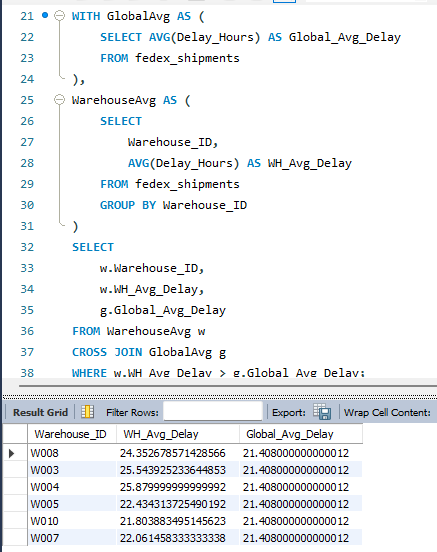 21 WITH GlobalAvg AS (
22 SELECT AVG(Delay_Hours) AS Global_Avg_Delay
23 FROM fedex_shipments
24 ),
25 WarehouseAvg AS (
26 SELECT
27 Warehouse_ID,
28 AVG(Delay_Hours) AS WH_Avg_Delay
29 FROM fedex_shipments
30 GROUP BY Warehouse_ID
31 )
32 SELECT
33 w.Warehouse_ID,
34 w.WH_Avg_Delay,
35 g.Global_Avg_Delay
36 FROM WarehouseAvg w
37 CROSS JOIN GlobalAvg g
38 WHERE w.WH_Avg_Delay > g.Global_Avg_Delay;
Result Grid Filter Rows: Export: Wrap Cell Content:
Warehouse_ID WH_Avg_Delay Global_Avg_Delay
W008 24.352678571428566 21.408000000000012
W003 25.543925233644853 21.408000000000012
W004 25.879999999999992 21.408000000000012
W005 22.434313725490192 21.408000000000012
W010 21.803883495145623 21.408000000000012
W007 22.061458333333338 21.408000000000012